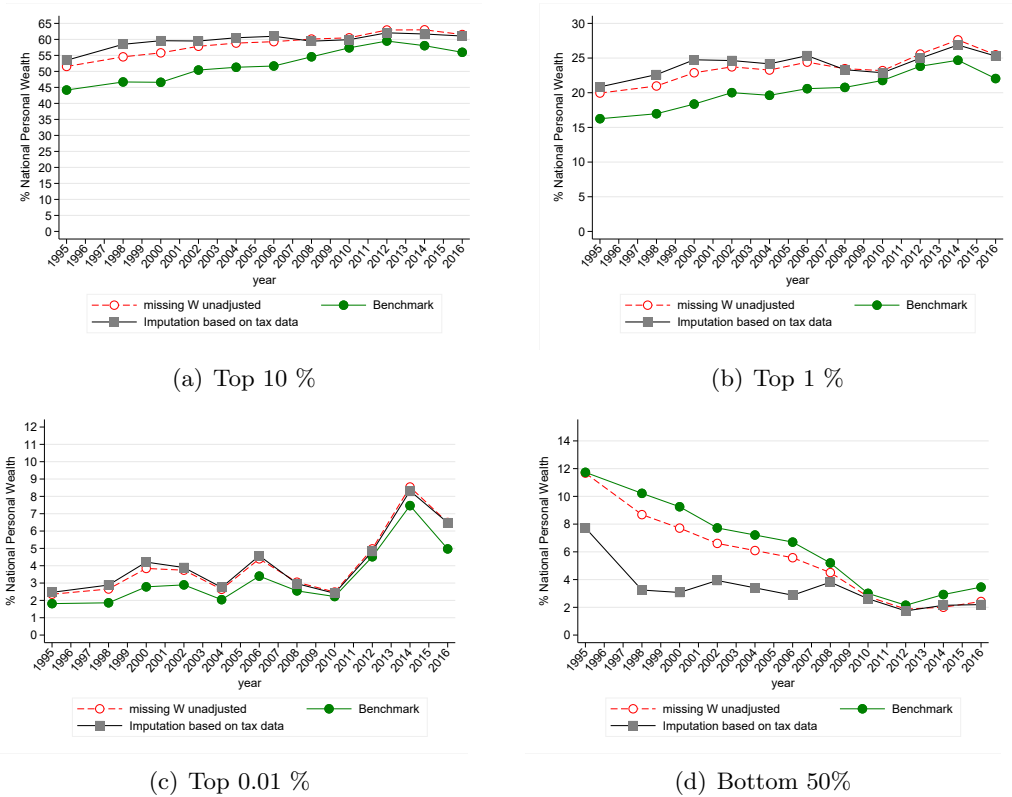 65
60
55
50
45
40
35
30
25
20
15
10
5
0
% National Personal Wealth
1995 1996 1997 1998 1999 2000 2001 2002 2003 2004 2005 2006 2007 2008 2009 2010 2011 2012 2013 2014 2015 2016
year
missing W unadjusted Benchmark
Imputation based on tax data
(a) Top 10 %
30
25
20
15
10
5
0
% National Personal Wealth
1995 1996 1997 1998 1999 2000 2001 2002 2003 2004 2005 2006 2007 2008 2009 2010 2011 2012 2013 2014 2015 2016
year
missing W unadjusted Benchmark
Imputation based on tax data
(b) Top 1 %
12
11
10
9
8
7
6
5
4
3
2
1
0
% National Personal Wealth
1995 1996 1997 1998 1999 2000 2001 2002 2003 2004 2005 2006 2007 2008 2009 2010 2011 2012 2013 2014 2015 2016
year
missing W unadjusted Benchmark
Imputation based on tax data
(c) Top 0.01 %
14
12
10
8
6
4
2
0
% National Personal Wealth
1995 1996 1997 1998 1999 2000 2001 2002 2003 2004 2005 2006 2007 2008 2009 2010 2011 2012 2013 2014 2015 2016
year
missing W unadjusted Benchmark
Imputation based on tax data
(d) Bottom 50%